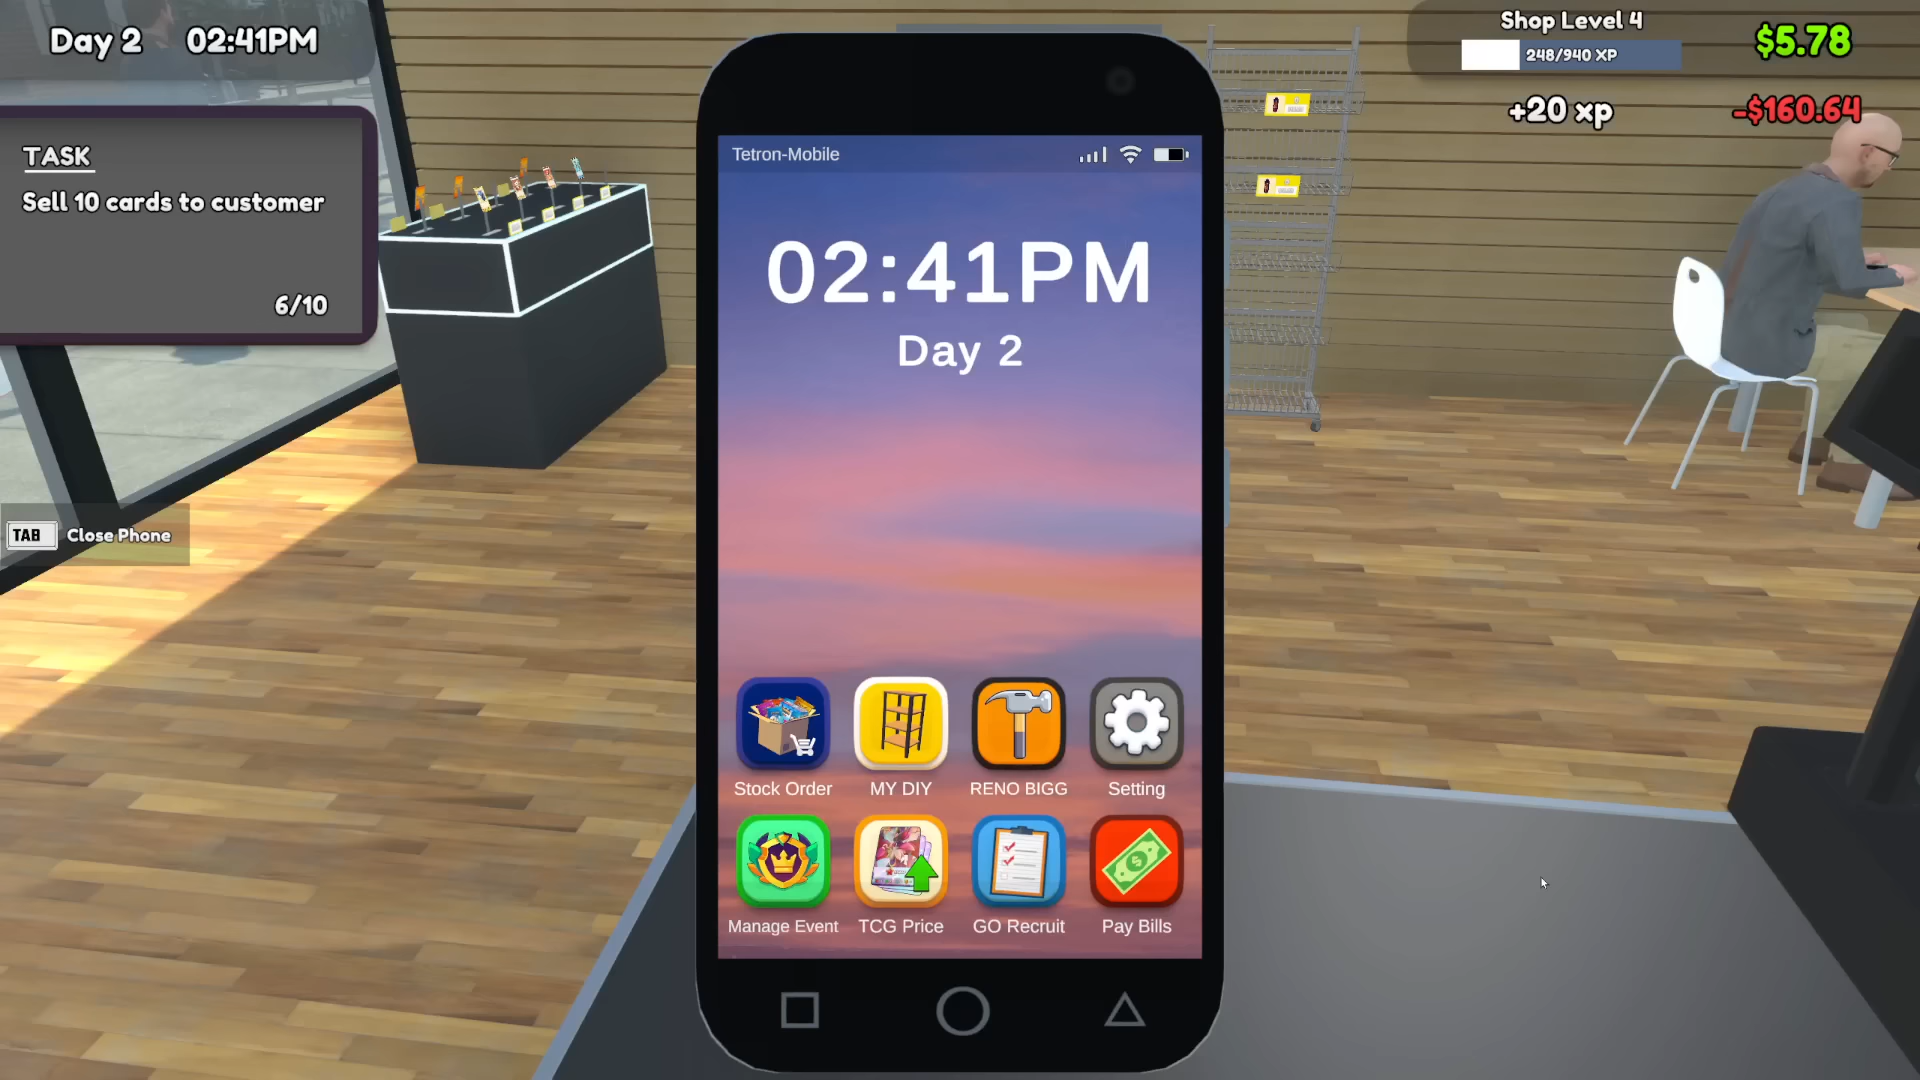 Day 2 02:41PM
Shop Level 4
248/940 XP
$5.78
+20 xp
-$160.64
TASK
Sell 10 cards to customer
6/10
TAB Close Phone
Tetron-Mobile
02:41PM
Day 2
Stock Order MY DIY RENO BIGG Setting
Manage Event TCG Price GO Recruit Pay Bills